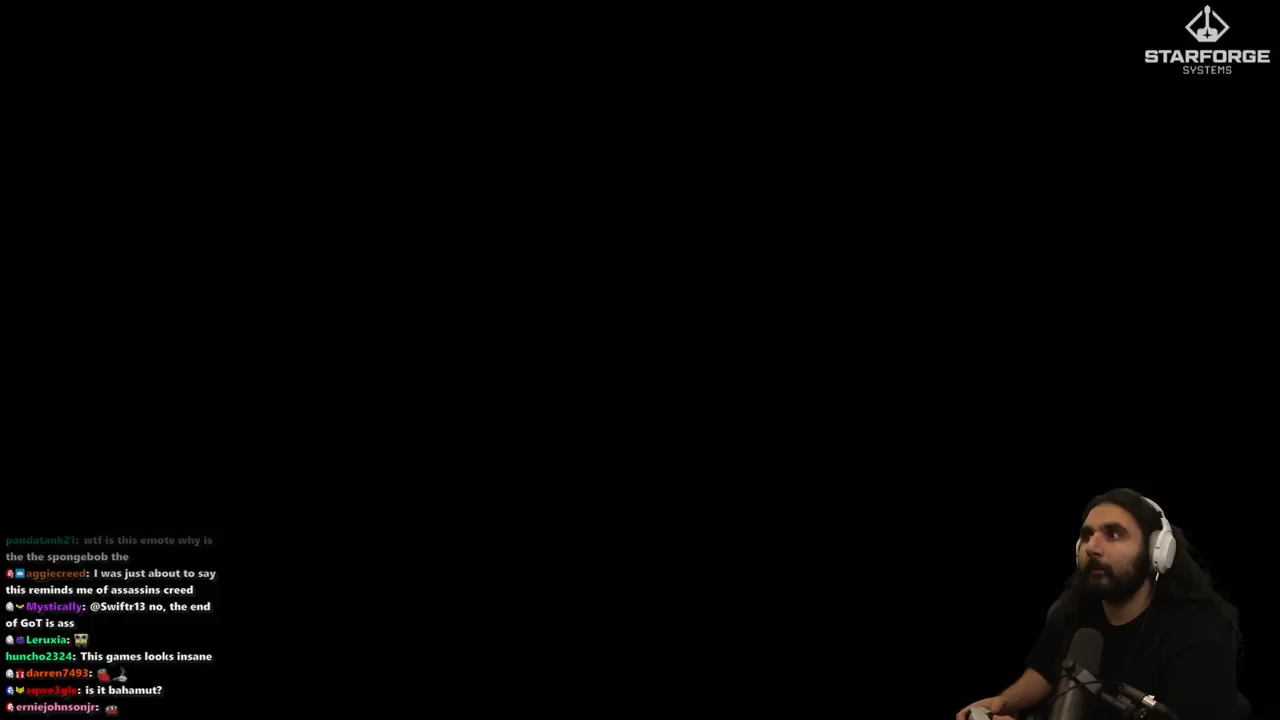 STARFORGE
SYSTEMS
pandatank21: wtf is this emote why is
the the spongebob the
aggiecreed: I was just about to say
this reminds me of assassins creed
Mystically: @Swiftr13 no, the end
of GoT is ass
Leruxia:
huncho2324: This games looks insane
darren7493:
sqwe3gle: is it bahamut?
erniejohnsonjr: